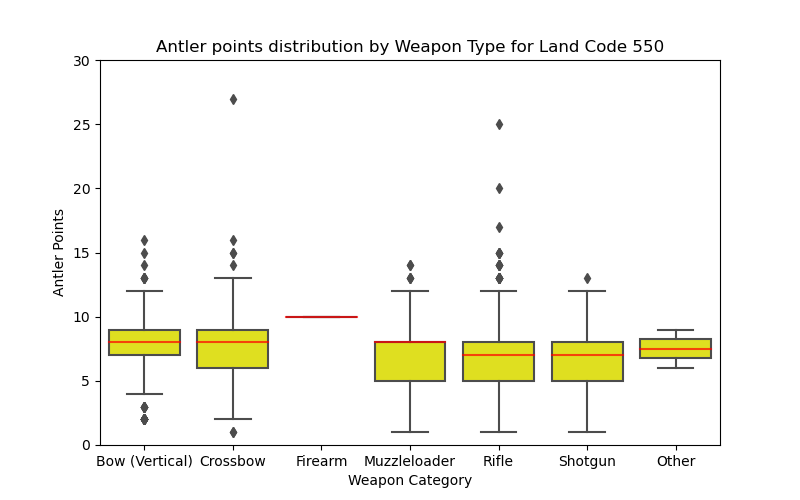 Antler points distribution by Weapon Type for Land Code 550
30
25
20
15
10
5
0
Antler Points
Bow (Vertical) Crossbow Firearm Muzzleloader Rifle Shotgun Other
Weapon Category